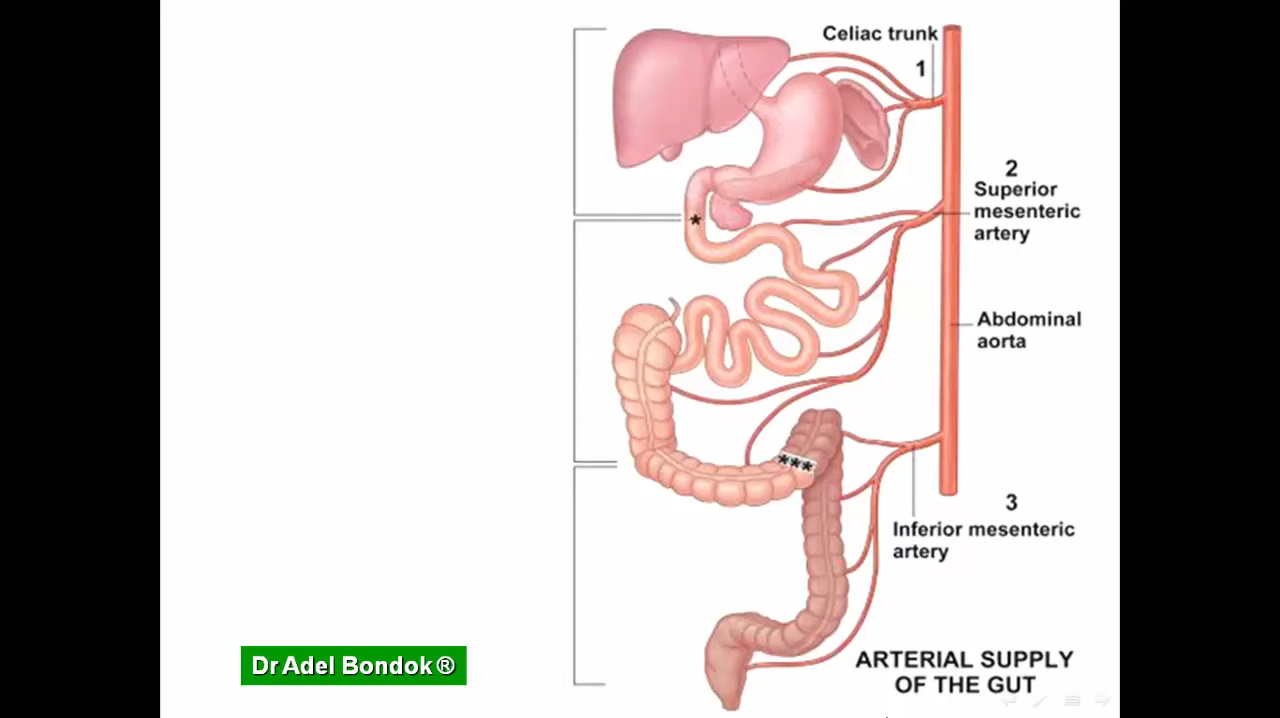 Celiac trunk
1
2
Superior
mesenteric
artery
*
Abdominal
aorta
***
3
Inferior mesenteric
artery
Dr Adel Bondok ®
ARTERIAL SUPPLY
OF THE GUT